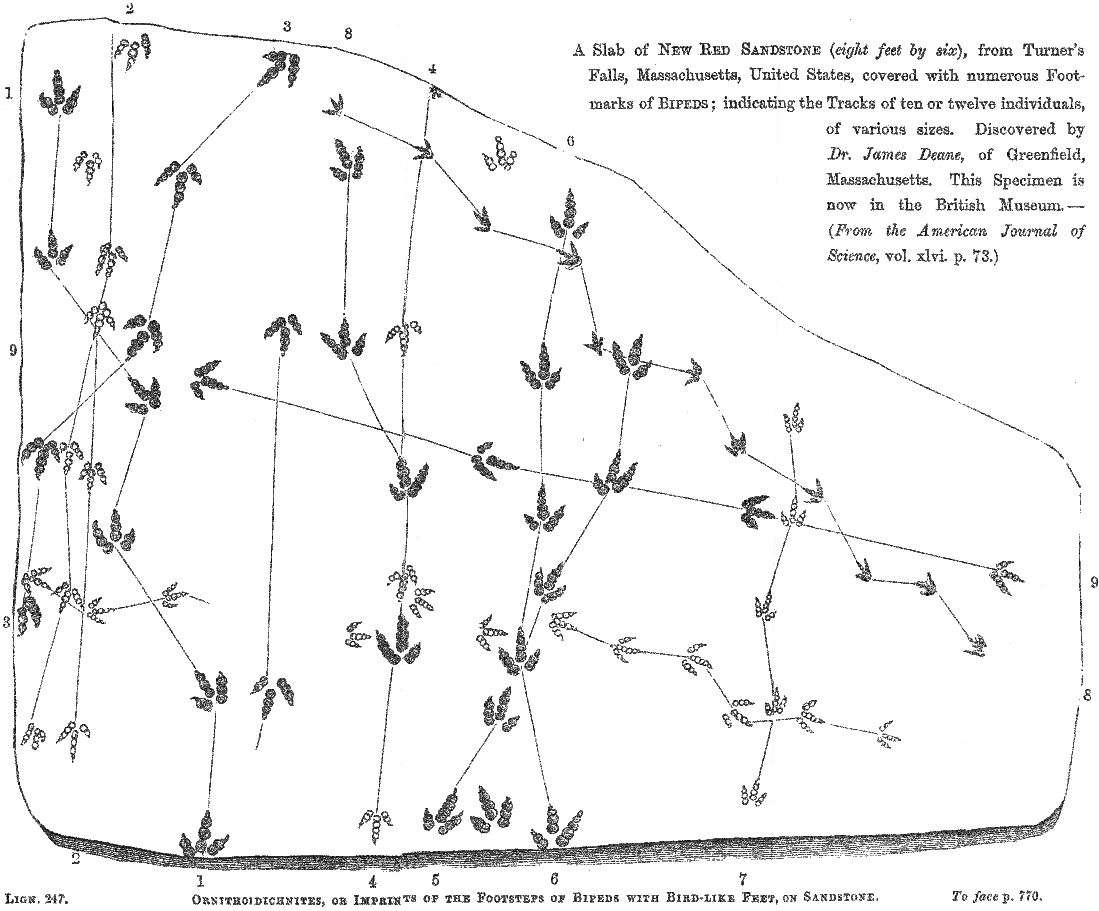 2
3
8
4
1
6
9
9
3
8
2
1
4
5
6
7
A Slab of NEW RED SANDSTONE (eight feet by six), from Turner's
Falls, Massachusetts, United States, covered with numerous Foot-
marks of BIPEDS; indicating the Tracks of ten or twelve individuals,
of various sizes. Discovered by
Dr. James Deane, of Greenfield,
Massachusetts. This Specimen is
now in the British Museum.—
(From the American Journal of
Science, vol. xlvi. p. 73.)
LIGN. 247.
ORNITHOIDICHNITES, OR IMPRINTS OF THE FOOTSTEPS OF BIPEDS WITH BIRD-LIKE FEET, ON SANDSTONE.
To face p. 770.